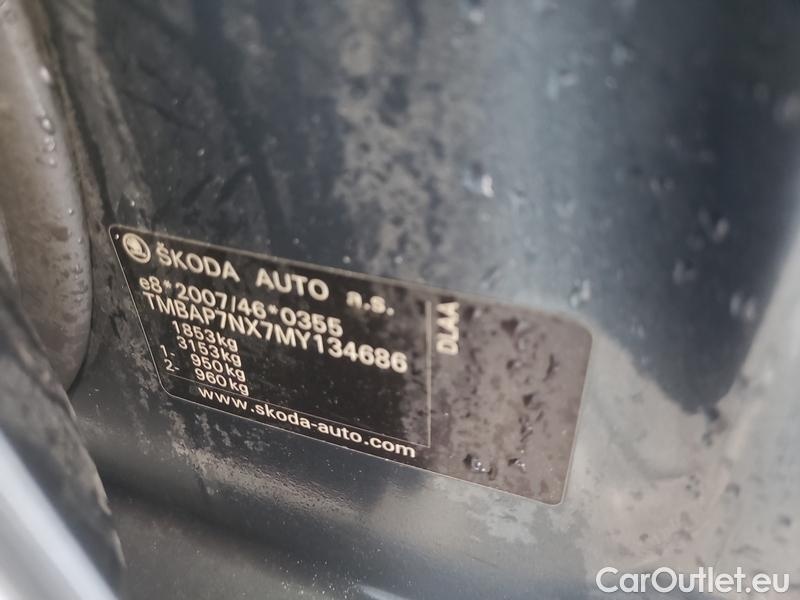 ŠKODA AUTO a.s.
e8*2007/46*0355
TMBAP7NX7MY134686
1853kg
3153kg
1- 950kg
2- 960kg
www.skoda-auto.com
DLAA
CarOutlet.eu